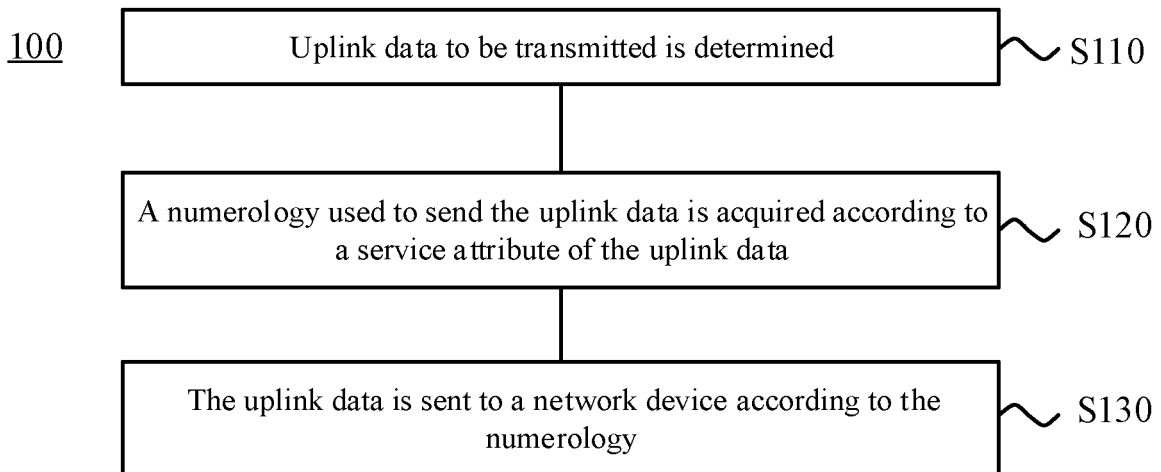 100
Uplink data to be transmitted is determined
S110
A numerology used to send the uplink data is acquired according to
a service attribute of the uplink data
S120
The uplink data is sent to a network device according to the
numerology
S130